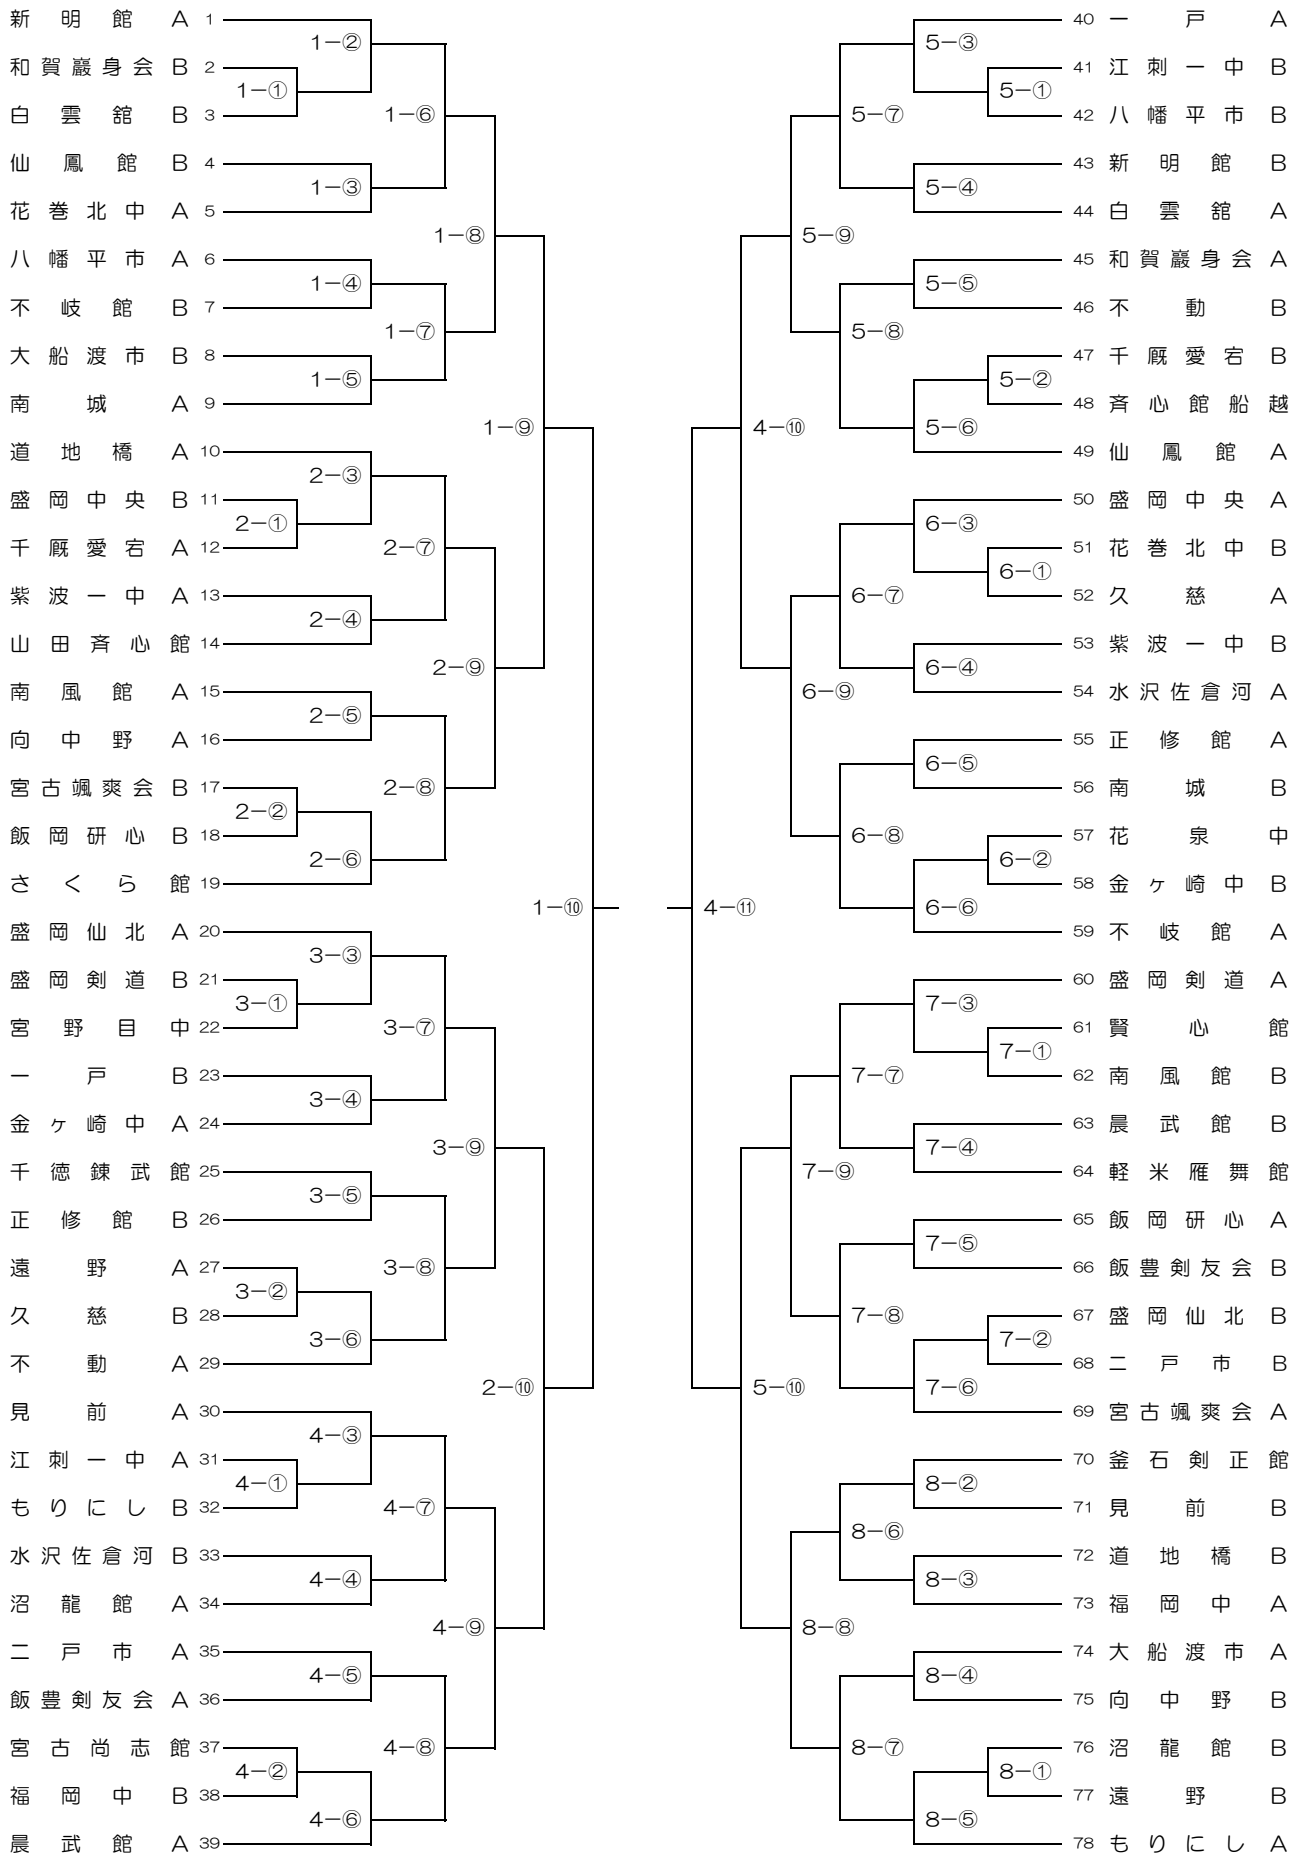 新明館 A 1
和賀巖身会 B 2
白雲舘 B 3
仙鳳館 B 4
花巻北中 A 5
八幡平市 A 6
不岐館 B 7
大船渡市 B 8
南城 A 9
道地橋 A 10
盛岡中央 B 11
千厩愛宕 A 12
紫波一中 A 13
山田斉心館 14
南風館 A 15
向中野 A 16
宮古颯爽会 B 17
飯岡研心 B 18
さくら館 19
盛岡仙北 A 20
盛岡剣道 B 21
宮野目中 22
一戸 B 23
金ヶ崎中 A 24
千徳錬武館 25
正修館 B 26
遠野 A 27
久慈 B 28
不動 A 29
見前 A 30
江刺一中 A 31
もりにし B 32
水沢佐倉河 B 33
沼龍館 A 34
二戸市 A 35
飯豊剣友会 A 36
宮古尚志館 37
福岡中 B 38
晨武館 A 39
1-②
1-①
1-⑥
1-③
1-⑧
1-④
1-⑦
1-⑤
1-⑨
2-③
2-①
2-⑦
2-④
2-⑨
2-⑤
2-⑧
2-②
2-⑥
1-⑩
3-③
3-①
3-⑦
3-④
3-⑨
3-⑤
3-⑧
3-②
3-⑥
2-⑩
4-③
4-①
4-⑦
4-④
4-⑨
4-⑤
4-⑧
4-②
4-⑥
5-③
5-①
5-⑦
5-④
5-⑨
5-⑤
5-⑧
5-②
5-⑥
4-⑩
6-③
6-①
6-⑦
6-④
6-⑨
6-⑤
6-⑧
6-②
6-⑥
4-⑪
7-③
7-①
7-⑦
7-④
7-⑨
7-⑤
7-⑧
7-②
7-⑥
5-⑩
8-②
8-⑥
8-③
8-⑧
8-④
8-⑦
8-①
8-⑤
40 一戸 A
41 江刺一中 B
42 八幡平市 B
43 新明館 B
44 白雲舘 A
45 和賀巖身会 A
46 不動 B
47 千厩愛宕 B
48 斉心館船越
49 仙鳳館 A
50 盛岡中央 A
51 花巻北中 B
52 久慈 A
53 紫波一中 B
54 水沢佐倉河 A
55 正修館 A
56 南城 B
57 花泉中
58 金ヶ崎中 B
59 不岐館 A
60 盛岡剣道 A
61 賢心館
62 南風館 B
63 晨武館 B
64 軽米雁舞館
65 飯岡研心 A
66 飯豊剣友会 B
67 盛岡仙北 B
68 二戸市 B
69 宮古颯爽会 A
70 釜石剣正館
71 見前 B
72 道地橋 B
73 福岡中 A
74 大船渡市 A
75 向中野 B
76 沼龍館 B
77 遠野 B
78 もりにし A